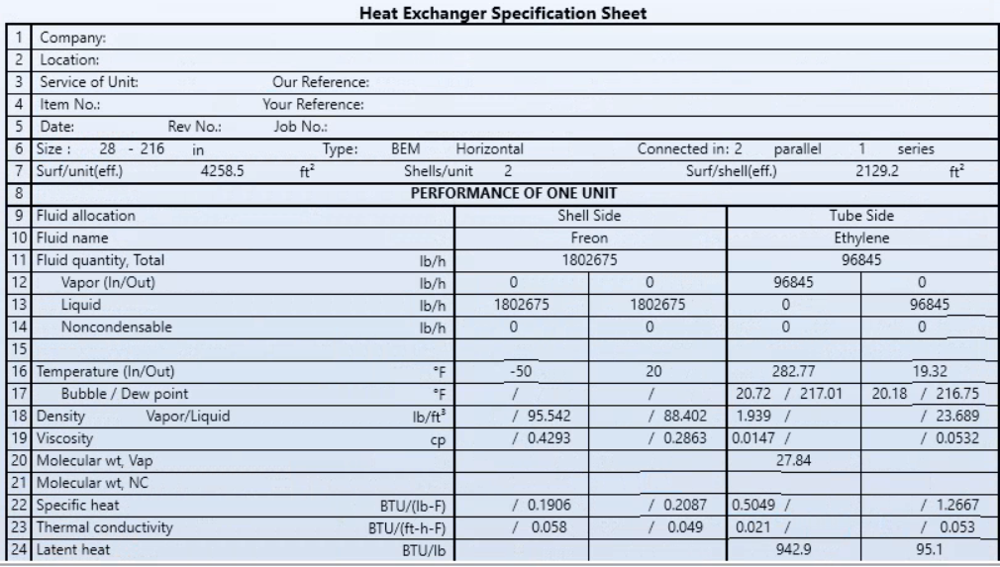 Heat Exchanger Specification Sheet
1 Company:
2 Location:
3 Service of Unit: Our Reference:
4 Item No.: Your Reference:
5 Date: Rev No.: Job No.:
6 Size : 28 - 216 in Type: BEM Horizontal Connected in: 2 parallel 1 series
7 Surf/unit(eff.) 4258.5 ft² Shells/unit 2 Surf/shell(eff.) 2129.2 ft²
8 PERFORMANCE OF ONE UNIT
9 Fluid allocation Shell Side Tube Side
10 Fluid name Freon Ethylene
11 Fluid quantity, Total lb/h 1802675 96845
12 Vapor (In/Out) lb/h 0 0 96845 0
13 Liquid lb/h 1802675 1802675 0 96845
14 Noncondensable lb/h 0 0 0 0
15
16 Temperature (In/Out) °F -50 20 282.77 19.32
17 Bubble / Dew point °F / / 20.72 / 217.01 20.18 / 216.75
18 Density Vapor/Liquid lb/ft³ / 95.542 / 88.402 1.939 / / 23.689
19 Viscosity cp / 0.4293 / 0.2863 0.0147 / / 0.0532
20 Molecular wt, Vap 27.84
21 Molecular wt, NC
22 Specific heat BTU/(lb-F) / 0.1906 / 0.2087 0.5049 / / 1.2667
23 Thermal conductivity BTU/(ft-h-F) / 0.058 / 0.049 0.021 / / 0.053
24 Latent heat BTU/lb 942.9 95.1